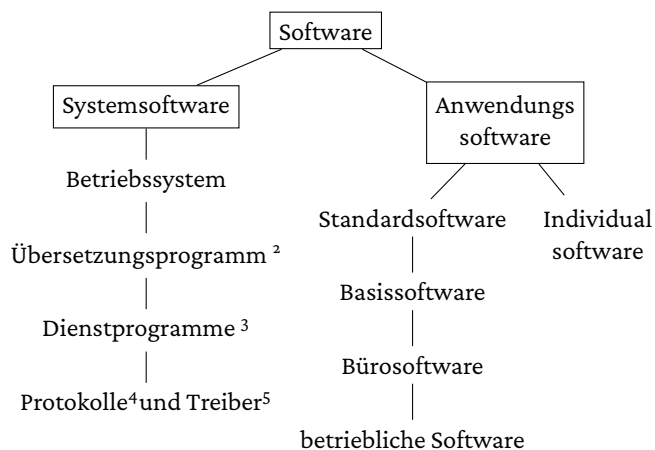 Software
Systemsoftware
Anwendungs
software
Betriebssystem
Standardsoftware
Individual
software
Übersetzungsprogramm ²
Basissoftware
Dienstprogramme ³
Bürosoftware
Protokolle⁴und Treiber⁵
betriebliche Software